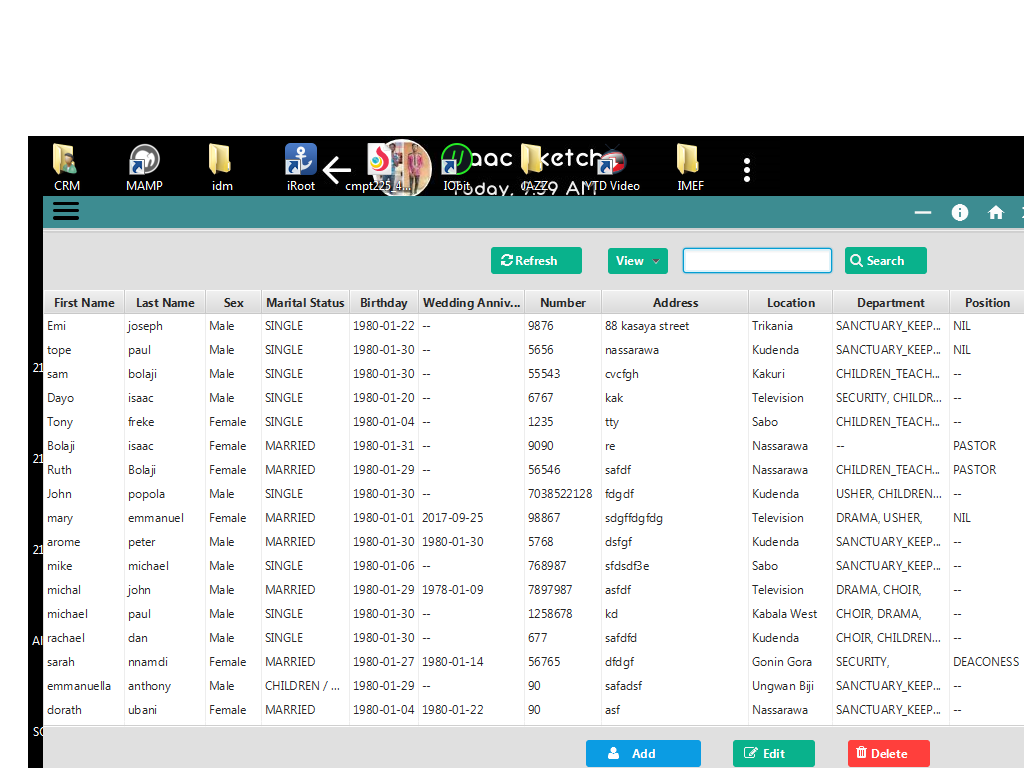 aac sketch
Today, 7:59 AM
CRM MAMP idm iRoot cmpt225_4... IObit JAZZ YTD Video IMEF
Refresh View Search
First Name Last Name Sex Marital Status Birthday Wedding Anniv... Number Address Location Department Position
Emi joseph Male SINGLE 1980-01-22 -- 9876 88 kasaya street Trikania SANCTUARY_KEEP... NIL
tope paul Male SINGLE 1980-01-30 -- 5656 nassarawa Kudenda SANCTUARY_KEEP... NIL
21 sam bolaji Male SINGLE 1980-01-30 -- 55543 cvcfgh Kakuri CHILDREN_TEACH... --
Dayo isaac Male SINGLE 1980-01-20 -- 6767 kak Television SECURITY, CHILDR... --
Tony freke Female SINGLE 1980-01-04 -- 1235 tty Sabo CHILDREN_TEACH... --
Bolaji isaac Female MARRIED 1980-01-31 -- 9090 re Nassarawa -- PASTOR
21 Ruth Bolaji Female MARRIED 1980-01-29 -- 56546 safdf Nassarawa CHILDREN_TEACH... PASTOR
John popola Male SINGLE 1980-01-30 -- 7038522128 fdgdf Kudenda USHER, CHILDREN... --
mary emmanuel Female MARRIED 1980-01-01 2017-09-25 98867 sdgffdgfdg Television DRAMA, USHER, NIL
21 arome peter Male MARRIED 1980-01-30 1980-01-30 5768 dsfgf Kudenda SANCTUARY_KEEP... --
mike michael Male SINGLE 1980-01-06 -- 768987 sfdsdf3e Sabo SANCTUARY_KEEP... --
michal john Male MARRIED 1980-01-29 1978-01-09 7897987 asfdf Television DRAMA, CHOIR, --
michael paul Male SINGLE 1980-01-30 -- 1258678 kd Kabala West CHOIR, DRAMA, --
rachael dan Male SINGLE 1980-01-30 -- 677 safdfd Kudenda CHOIR, CHILDREN... --
sarah nnamdi Female MARRIED 1980-01-27 1980-01-14 56765 dfdgf Gonin Gora SECURITY, DEACONESS
emmanuella anthony Male CHILDREN / ... 1980-01-29 -- 90 safadsf Ungwan Biji SANCTUARY_KEEP... --
dorath ubani Female MARRIED 1980-01-04 1980-01-22 90 asf Nassarawa SANCTUARY_KEEP... --
Add Edit Delete